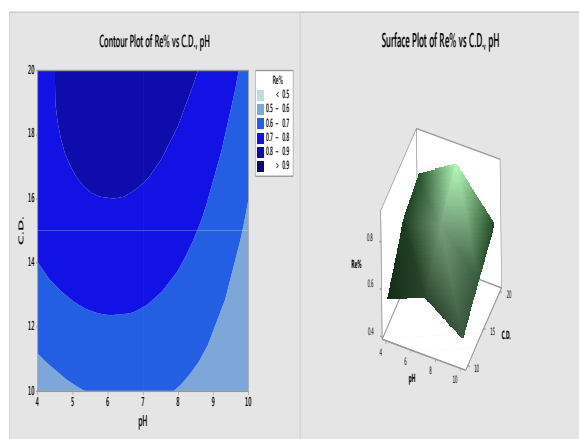 Contour Plot of Re% vs C.D., pH
20
18
16
14
12
10
C.D.
4 5 6 7 8 9 10
pH
Re%
< 0.5
0.5 – 0.6
0.6 – 0.7
0.7 – 0.8
0.8 – 0.9
> 0.9
Surface Plot of Re% vs C.D., pH
0.8
0.6
0.4
Re%
4 6 8 10
pH
10 15 20
C.D.